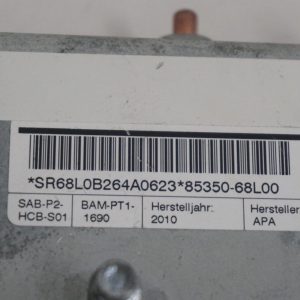 *SR68L0B264A0623*85350-68L00
SAB-P2-
HCB-S01
BAM-PT1-
1690
Herstelljahr:
2010
Hersteller
APA